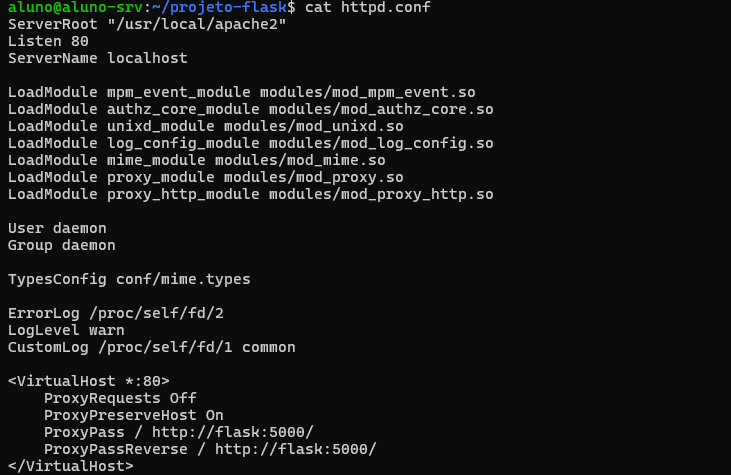 aluno@aluno-srv:~/projeto-flask$ cat httpd.conf
ServerRoot "/usr/local/apache2"
Listen 80
ServerName localhost

LoadModule mpm_event_module modules/mod_mpm_event.so
LoadModule authz_core_module modules/mod_authz_core.so
LoadModule unixd_module modules/mod_unixd.so
LoadModule log_config_module modules/mod_log_config.so
LoadModule mime_module modules/mod_mime.so
LoadModule proxy_module modules/mod_proxy.so
LoadModule proxy_http_module modules/mod_proxy_http.so

User daemon
Group daemon

TypesConfig conf/mime.types

ErrorLog /proc/self/fd/2
LogLevel warn
CustomLog /proc/self/fd/1 common

<VirtualHost *:80>
    ProxyRequests Off
    ProxyPreserveHost On
    ProxyPass / http://flask:5000/
    ProxyPassReverse / http://flask:5000/
</VirtualHost>